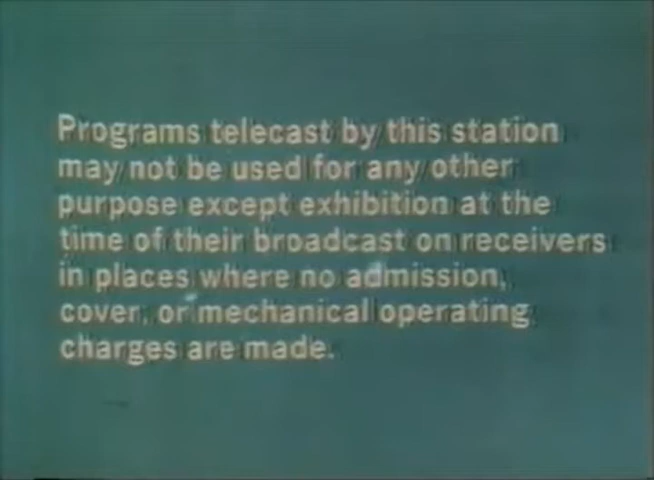 Programs telecast by this station
may not be used for any other
purpose except exhibition at the
time of their broadcast on receivers
in places where no admission,
cover, or mechanical operating
charges are made.